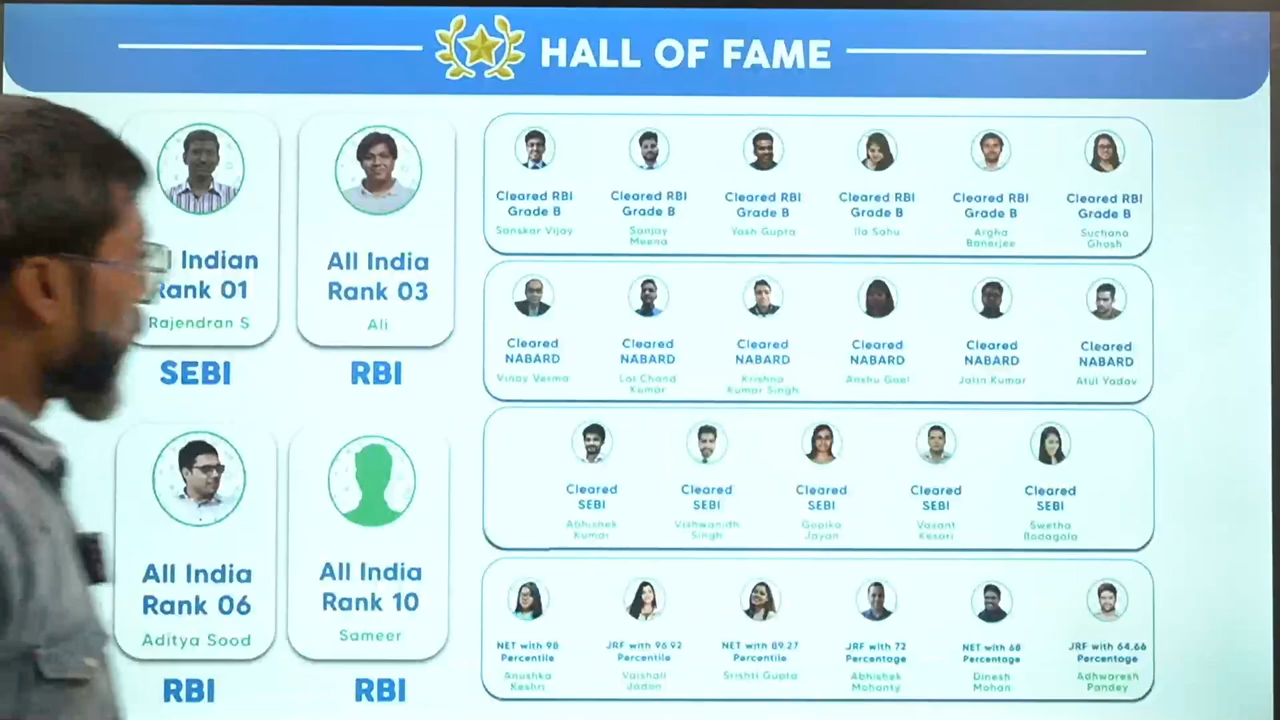 HALL OF FAME
l Indian
Rank 01
Rajendran S
SEBI
All India
Rank 03
Ali
RBI
All India
Rank 06
Aditya Sood
RBI
All India
Rank 10
Sameer
RBI
Cleared RBI
Grade B
Sanskar Vijay
Cleared RBI
Grade B
Sanjay
Meena
Cleared RBI
Grade B
Yash Gupta
Cleared RBI
Grade B
Ila Sahu
Cleared RBI
Grade B
Argha
Banerjee
Cleared RBI
Grade B
Suchana
Ghosh
Cleared
NABARD
Vinay Verma
Cleared
NABARD
Lal Chand
Kumar
Cleared
NABARD
Krishna
Kumar Singh
Cleared
NABARD
Anshu Goel
Cleared
NABARD
Jatin Kumar
Cleared
NABARD
Atul Yadav
Cleared
SEBI
Abhishek
Kumar
Cleared
SEBI
Vishwanidh
Singh
Cleared
SEBI
Gopika
Jayan
Cleared
SEBI
Vasant
Kesari
Cleared
SEBI
Swetha
Bodagala
NET with 98
Percentile
Anushka
Keshri
JRF with 96.92
Percentile
Vaishali
Jadon
NET with 89.27
Percentile
Srishti Gupta
JRF with 72
Percentage
Abhishek
Mohanty
NET with 68
Percentage
Dinesh
Mohan
JRF with 64.66
Percentage
Adhwaresh
Pandey